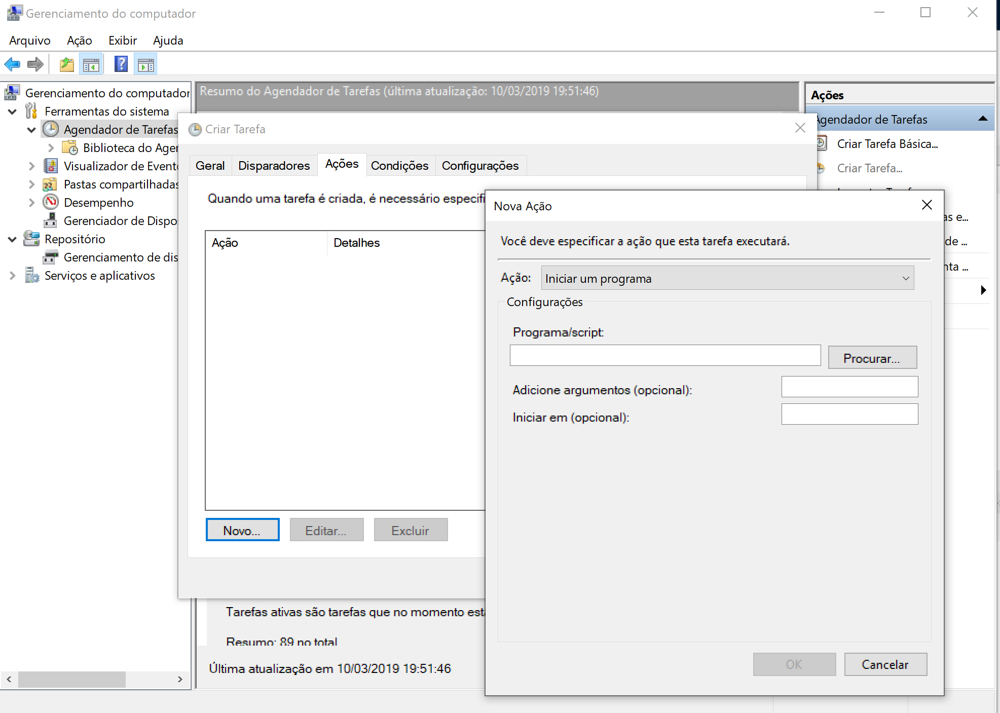 Gerenciamento do computador
Arquivo Ação Exibir Ajuda
Gerenciamento do computador
Ferramentas do sistema
Agendador de Tarefas
Biblioteca do Agen
Visualizador de Evento
Pastas compartilhadas
Desempenho
Gerenciador de Dispo
Repositório
Gerenciamento de dis
Serviços e aplicativos
Resumo do Agendador de Tarefas (última atualização: 10/03/2019 19:51:46)
Criar Tarefa
Geral Disparadores Ações Condições Configurações
Quando uma tarefa é criada, é necessário especifi
Ação Detalhes
Novo... Editar... Excluir
Tarefas ativas são tarefas que no momento est
Resumo: 89 no total
Última atualização em 10/03/2019 19:51:46
Nova Ação
Você deve especificar a ação que esta tarefa executará.
Ação: Iniciar um programa
Configurações
Programa/script:
Procurar...
Adicione argumentos (opcional):
Iniciar em (opcional):
OK Cancelar
Ações
Agendador de Tarefas
Criar Tarefa Básica...
Criar Tarefa...
as e...
de ...
nta ...